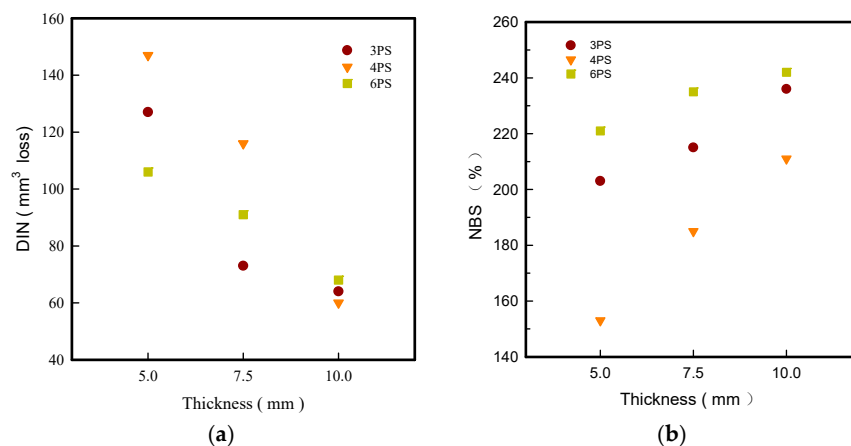 160
140
120
100
80
60
40
DIN ( mm³ loss)
3PS
4PS
6PS
5.0 7.5 10.0
Thickness ( mm )
(a)
260
240
220
200
180
160
140
NBS （ % ）
3PS
4PS
6PS
5.0 7.5 10.0
Thickness ( mm ）
(b)